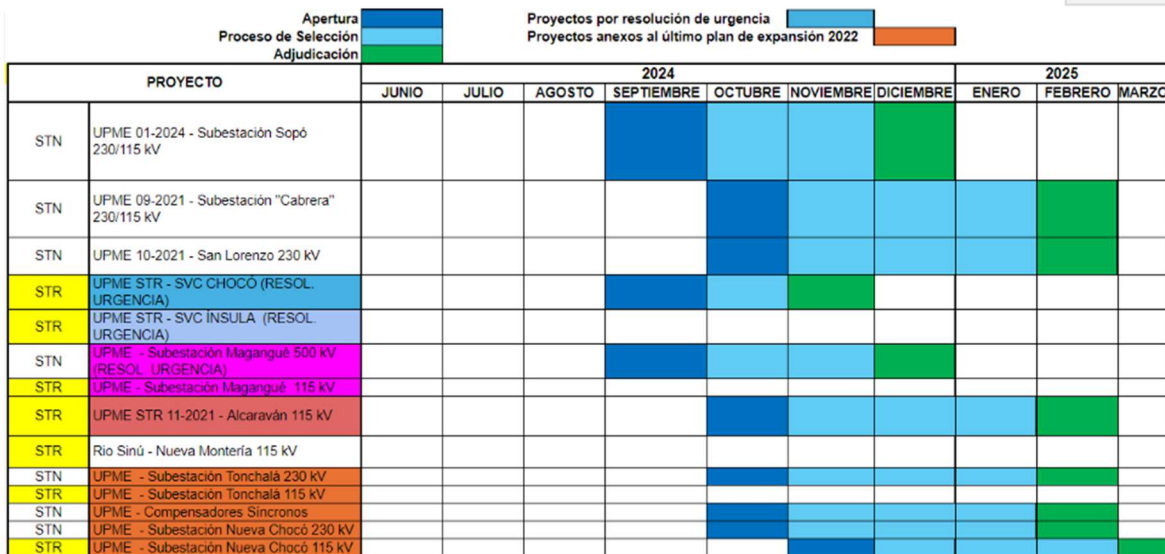 Apertura
Proyectos por resolución de urgencia
Proceso de Selección
Proyectos anexos al último plan de expansión 2022
Adjudicación
PROYECTO
2024
2025
JUNIO JULIO AGOSTO SEPTIEMBRE OCTUBRE NOVIEMBRE DICIEMBRE ENERO FEBRERO MARZO
STN UPME 01-2024 - Subestación Sopó
230/115 kV
STN UPME 09-2021 - Subestación "Cabrera"
230/115 kV
STN UPME 10-2021 - San Lorenzo 230 kV
STR UPME STR - SVC CHOCÓ (RESOL.
URGENCIA)
STR UPME STR - SVC ÍNSULA (RESOL.
URGENCIA)
STN UPME - Subestación Magangué 500 kV
(RESOL. URGENCIA)
STR UPME - Subestación Magangué 115 kV
STR UPME STR 11-2021 - Alcaraván 115 kV
STR Rio Sinú - Nueva Montería 115 kV
STN UPME - Subestación Tonchalá 230 kV
STR UPME - Subestación Tonchalá 115 kV
STN UPME - Compensadores Síncronos
STN UPME - Subestación Nueva Chocó 230 kV
STR UPME - Subestación Nueva Chocó 115 kV